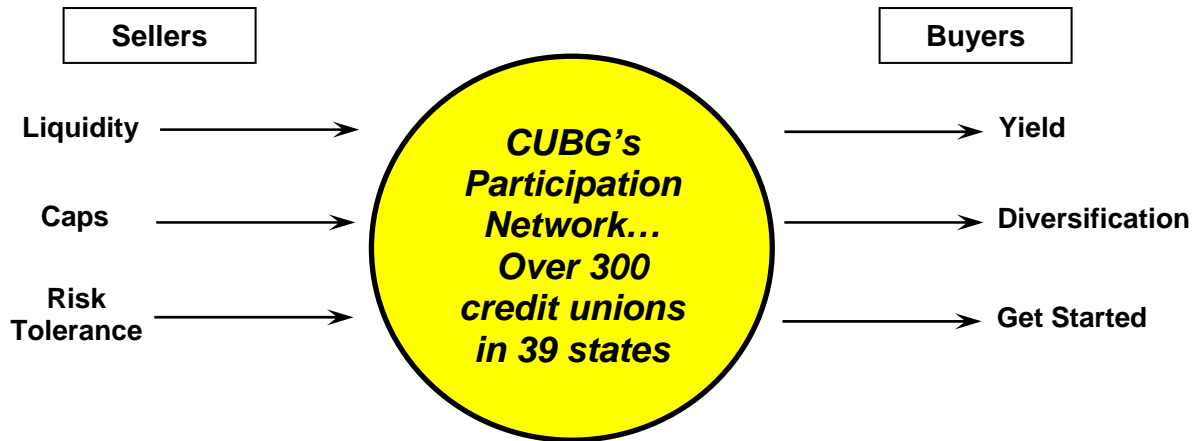 Sellers
Buyers
Liquidity
Caps
Risk
Tolerance
CUBG’s
Participation
Network…
Over 300
credit unions
in 39 states
Yield
Diversification
Get Started